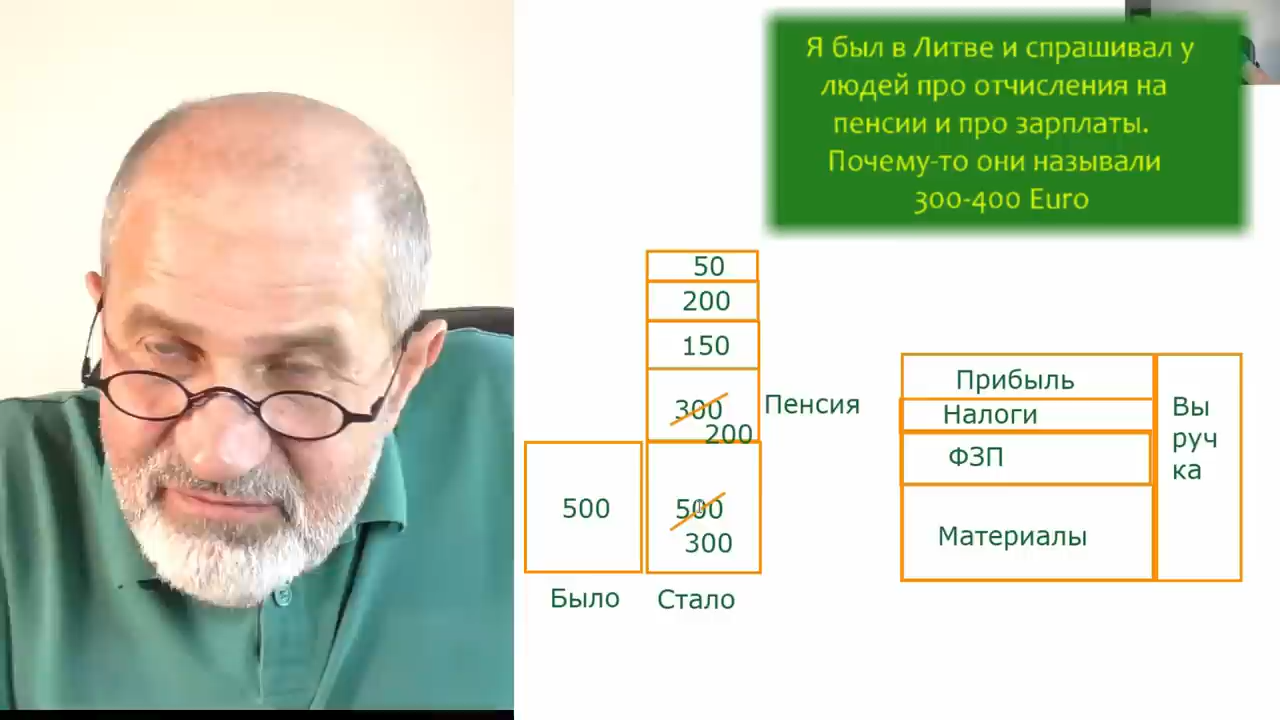 Я был в Литве и спрашивал у
людей про отчисления на
пенсии и про зарплаты.
Почему-то они называли
300-400 Euro
50
200
150
300
200
Пенсия
500
500
300
Было
Стало
Прибыль
Налоги
ФЗП
Материалы
Вы
руч
ка